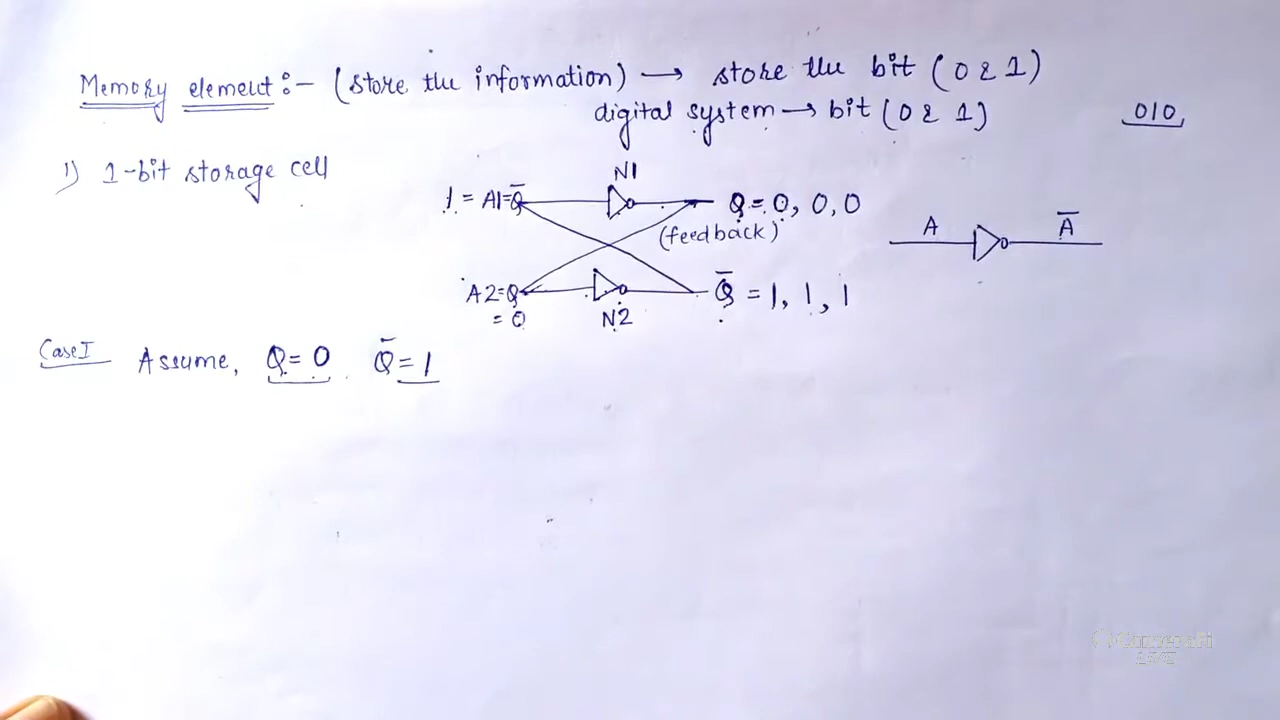 Memory element:- (store the information) → store the bit (0 & 1)
digital system → bit (0 & 1)
010
1) 1-bit storage cell
N1
1 = A1=Q̅
Q = 0, 0, 0
(feedback)
A
A̅
A2=Q
= 0
N2
Q̅ = 1, 1, 1
Case I Assume, Q=0 Q̅=1